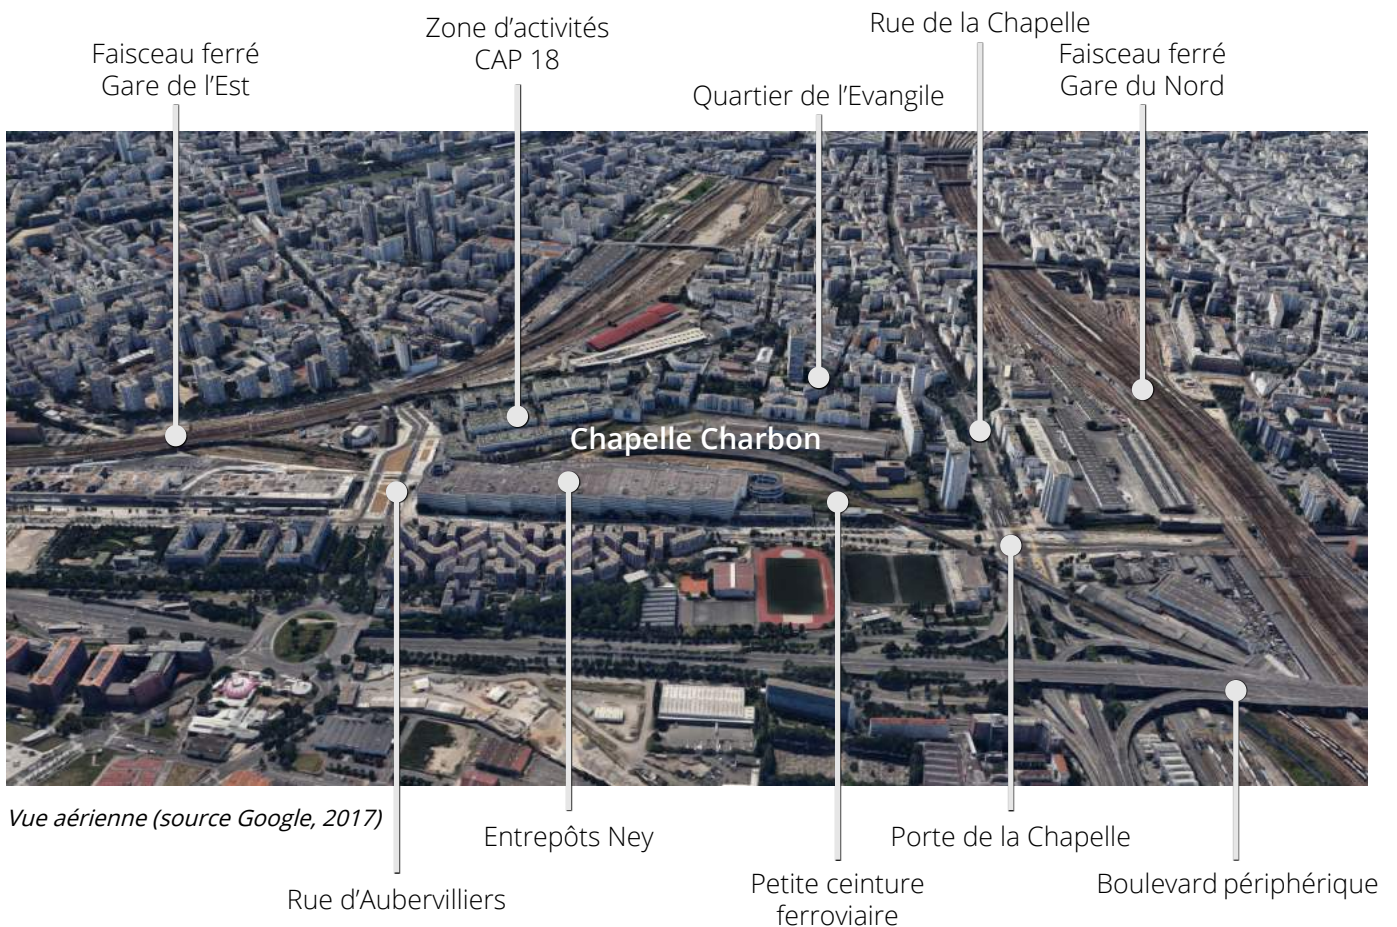 Faisceau ferré
Gare de l'Est
Zone d'activités
CAP 18
Quartier de l'Evangile
Rue de la Chapelle
Faisceau ferré
Gare du Nord
Chapelle Charbon
Vue aérienne (source Google, 2017)
Rue d'Aubervilliers
Entrepôts Ney
Petite ceinture
ferroviaire
Porte de la Chapelle
Boulevard périphérique